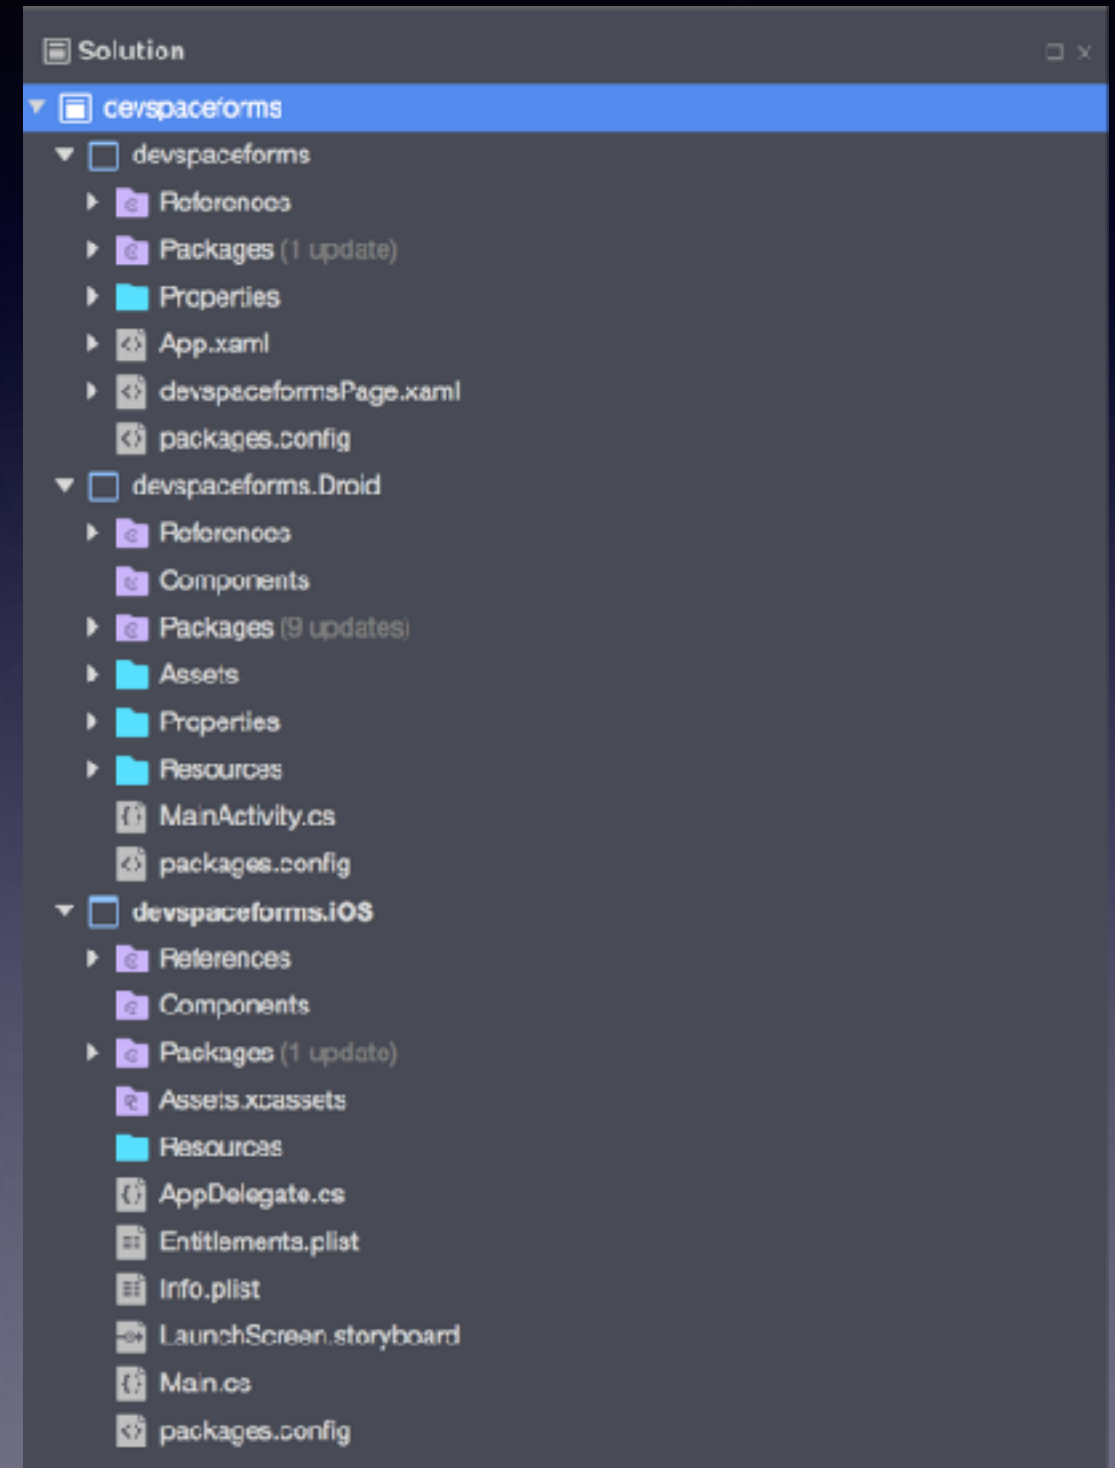 Solution
devspaceforms
devspaceforms
References
Packages (1 update)
Properties
App.xaml
devspaceformsPage.xaml
packages.config
devspaceforms.Droid
References
Components
Packages (9 updates)
Assets
Properties
Resources
MainActivity.cs
packages.config
devspaceforms.iOS
References
Components
Packages (1 update)
Assets.xcassets
Resources
AppDelegate.cs
Entitlements.plist
Info.plist
LaunchScreen.storyboard
Main.cs
packages.config